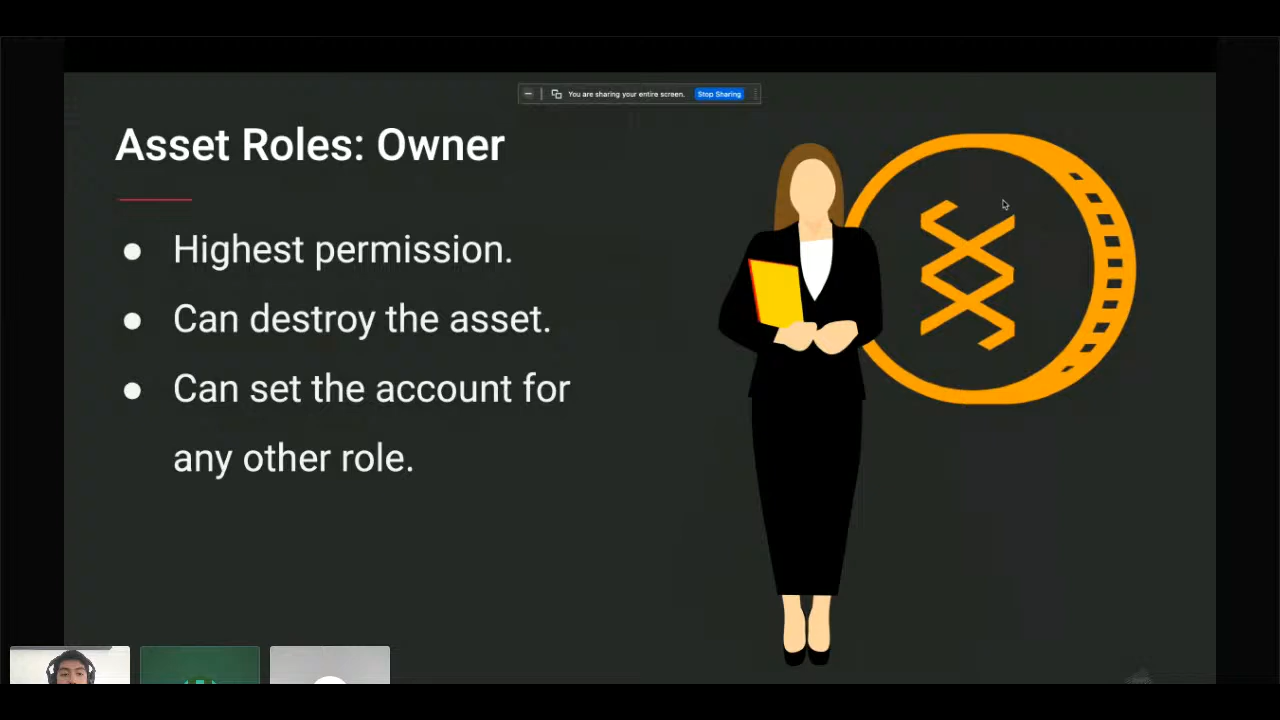 You are sharing your entire screen. Stop Sharing
Asset Roles: Owner
● Highest permission.
● Can destroy the asset.
● Can set the account for
any other role.